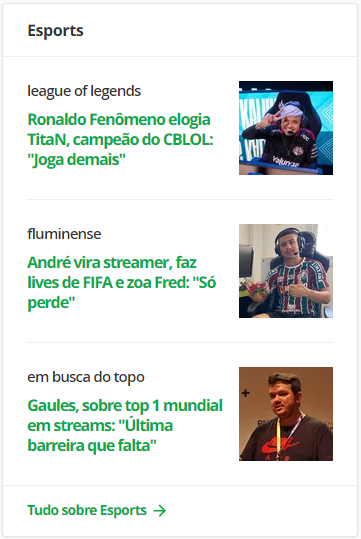 Esports
league of legends
Ronaldo Fenômeno elogia
TitaN, campeão do CBLOL:
"Joga demais"
fluminense
André vira streamer, faz
lives de FIFA e zoa Fred: "Só
perde"
em busca do topo
Gaules, sobre top 1 mundial
em streams: "Última
barreira que falta"
Tudo sobre Esports →